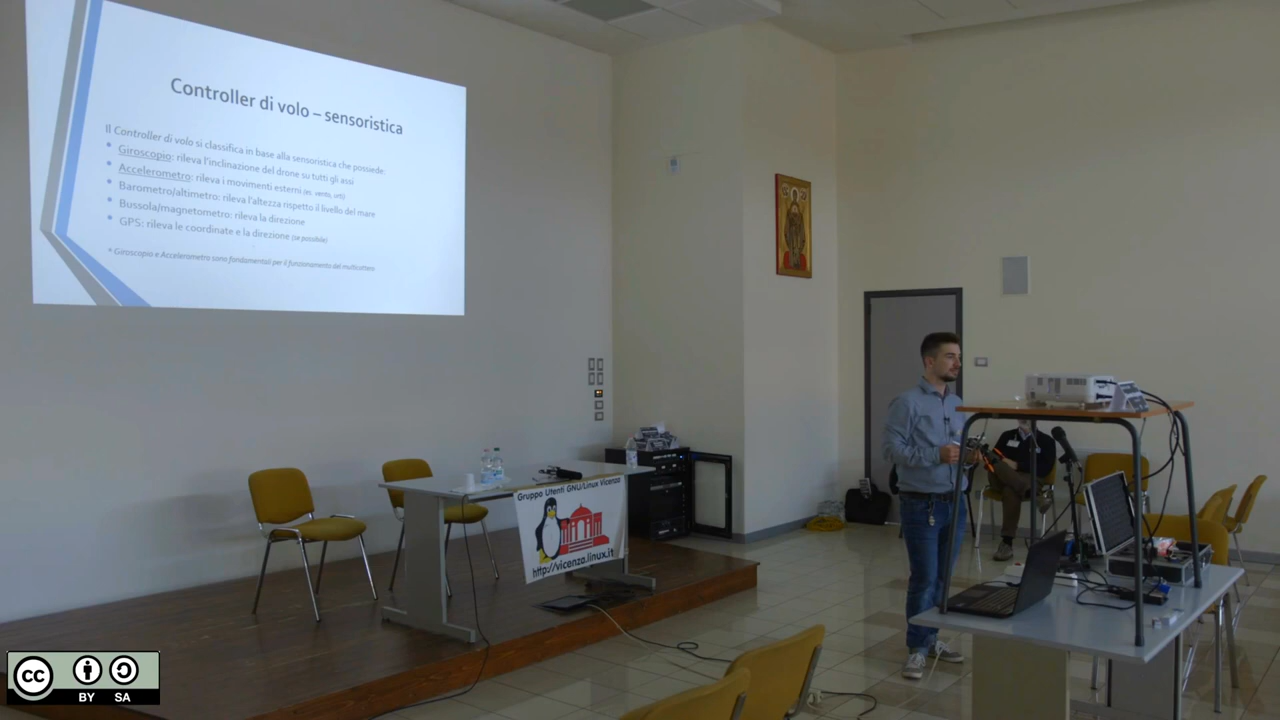 Controller di volo – sensoristica
Il Controller di volo si classifica in base alla sensoristica che possiede:
Giroscopio: rileva l'inclinazione del drone su tutti gli assi
Accelerometro: rileva i movimenti esterni (es. vento, urti)
Barometro/altimetro: rileva l'altezza rispetto il livello del mare
Bussola/magnetometro: rileva la direzione
GPS: rileva le coordinate e la direzione (se possibile)
* Giroscopio e Accelerometro sono fondamentali per il funzionamento del multicottero
Gruppo Utenti GNU/Linux Vicenza
http://vicenza.linux.it
cc
BY SA